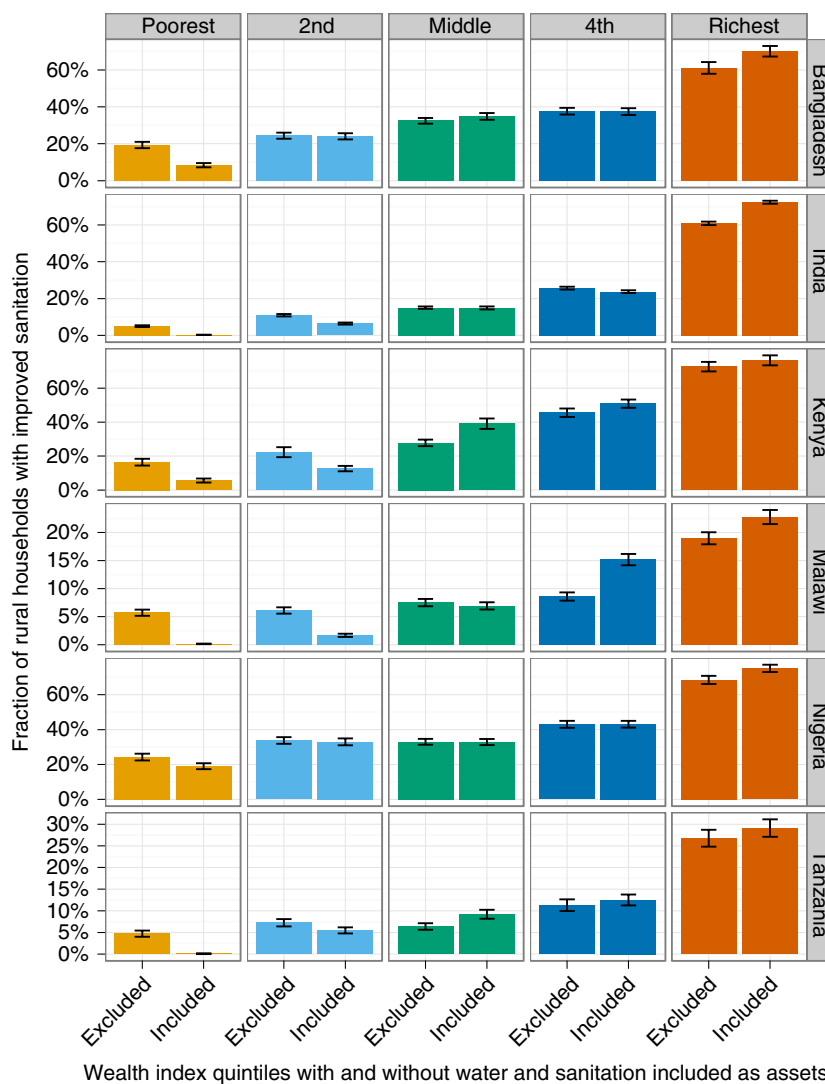 Poorest 2nd Middle 4th Richest
Fraction of rural households with improved sanitation
60%
40%
20%
0%
Bangladesh
60%
40%
20%
0%
India
60%
40%
20%
0%
Kenya
20%
15%
10%
5%
0%
Malawi
60%
40%
20%
0%
Nigeria
30%
25%
20%
15%
10%
5%
0%
Tanzania
Excluded Included Excluded Included Excluded Included Excluded Included Excluded Included
Wealth index quintiles with and without water and sanitation included as assets